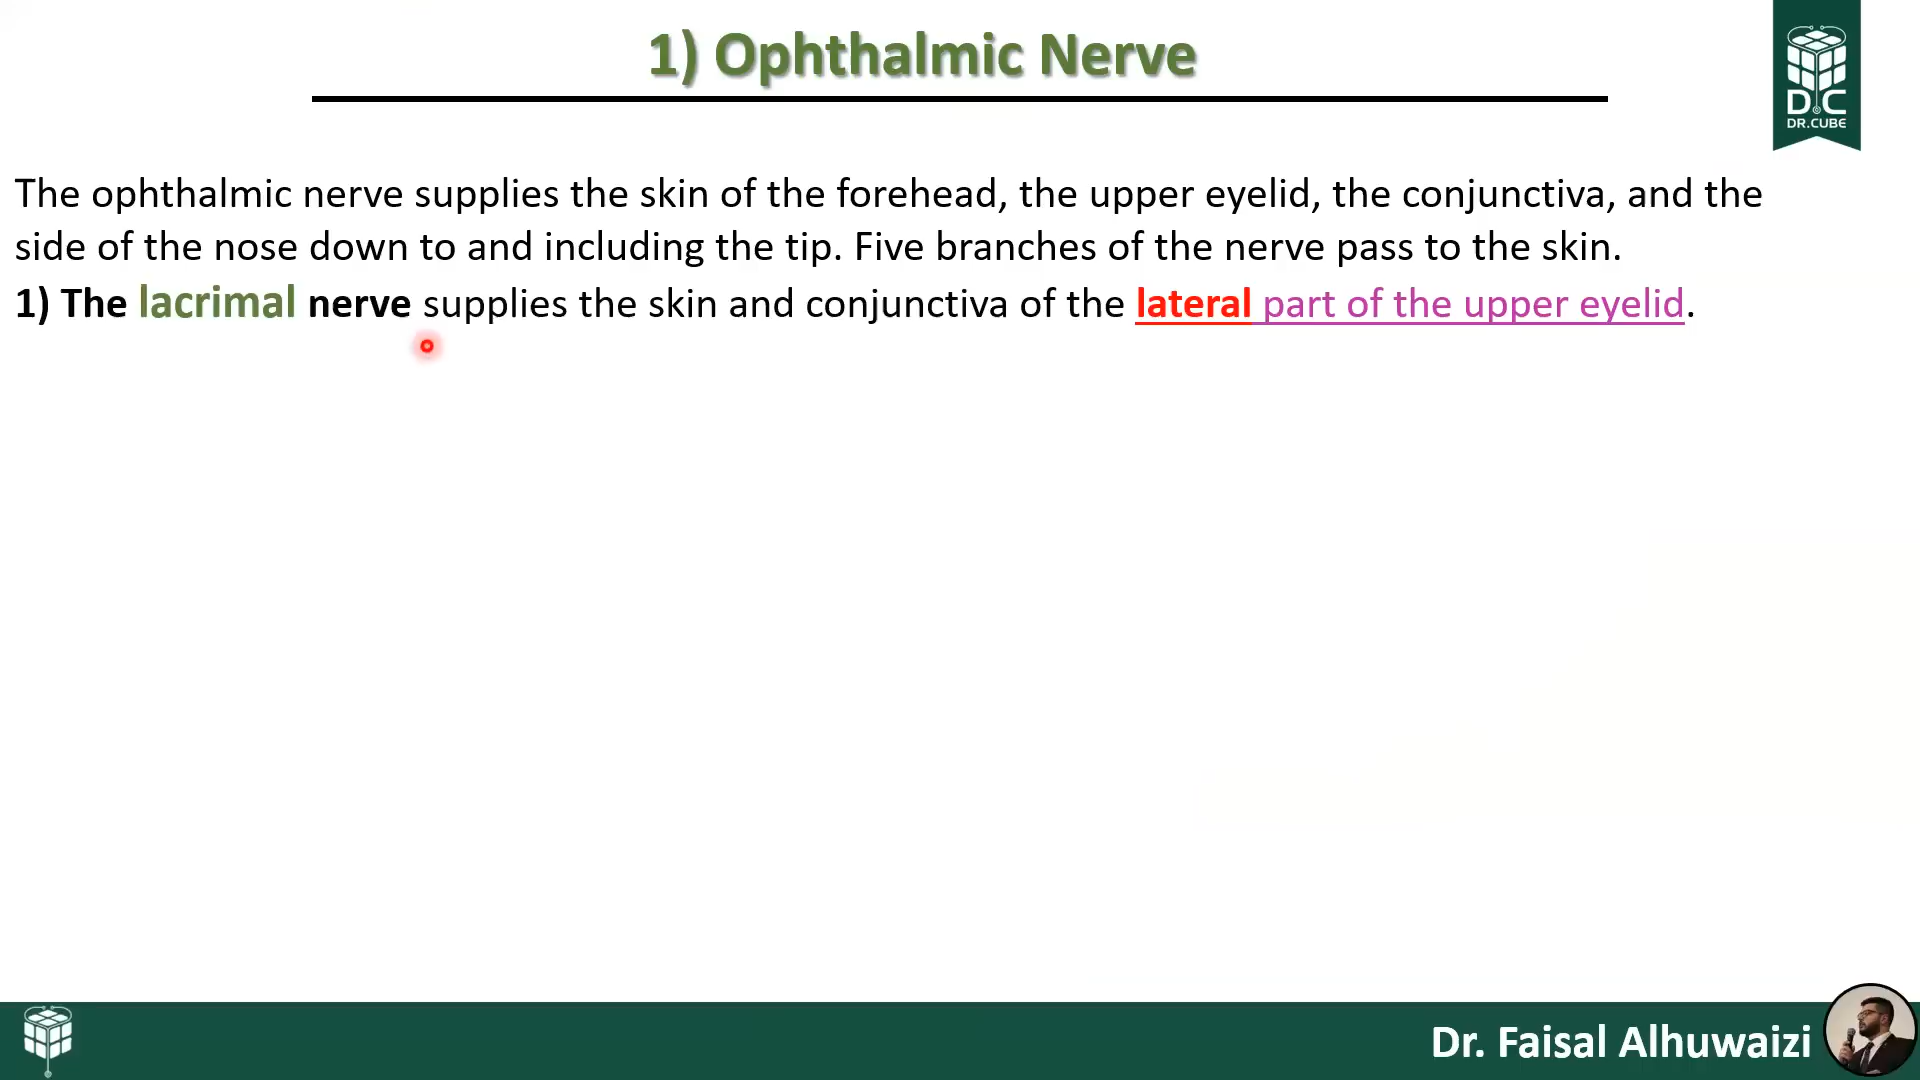 1) Ophthalmic Nerve
D C
DR.CUBE
The ophthalmic nerve supplies the skin of the forehead, the upper eyelid, the conjunctiva, and the
side of the nose down to and including the tip. Five branches of the nerve pass to the skin.
1) The lacrimal nerve supplies the skin and conjunctiva of the lateral part of the upper eyelid.
Dr. Faisal Alhuwaizi